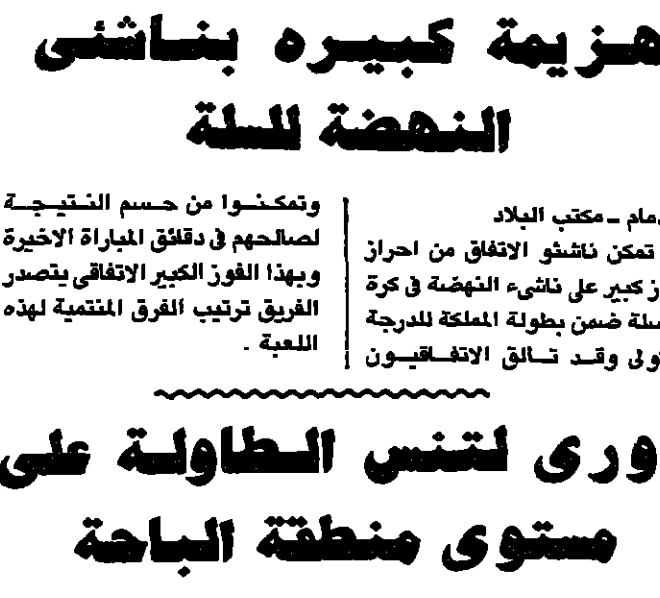 هزيمة كبيره بناشئى
النهضة للسلة
مام ـ مكتب البلاد
تمكن ناشئو الاتفاق من احراز
ز كبير على ناشىء النهضة في كرة
سلة ضمن بطولة المملكة للدرجة
ولى وقد تالق الاتفاقيون
وتمكنوا من حسم النتيجة
لصالحهم في دقائق المباراة الاخيرة
وبهذا الفوز الكبير الاتفاقى يتصدر
الفريق ترتيب الفرق المنتمية لهذه
اللعبة .
ورى لتنس الطاولة على
مستوى منطقة الباحة